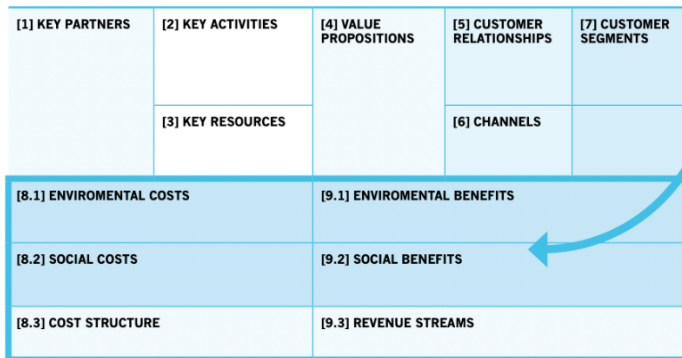 [1] KEY PARTNERS
[2] KEY ACTIVITIES
[4] VALUE
PROPOSITIONS
[5] CUSTOMER
RELATIONSHIPS
[7] CUSTOMER
SEGMENTS
[3] KEY RESOURCES
[6] CHANNELS
[8.1] ENVIROMENTAL COSTS
[9.1] ENVIROMENTAL BENEFITS
[8.2] SOCIAL COSTS
[9.2] SOCIAL BENEFITS
[8.3] COST STRUCTURE
[9.3] REVENUE STREAMS